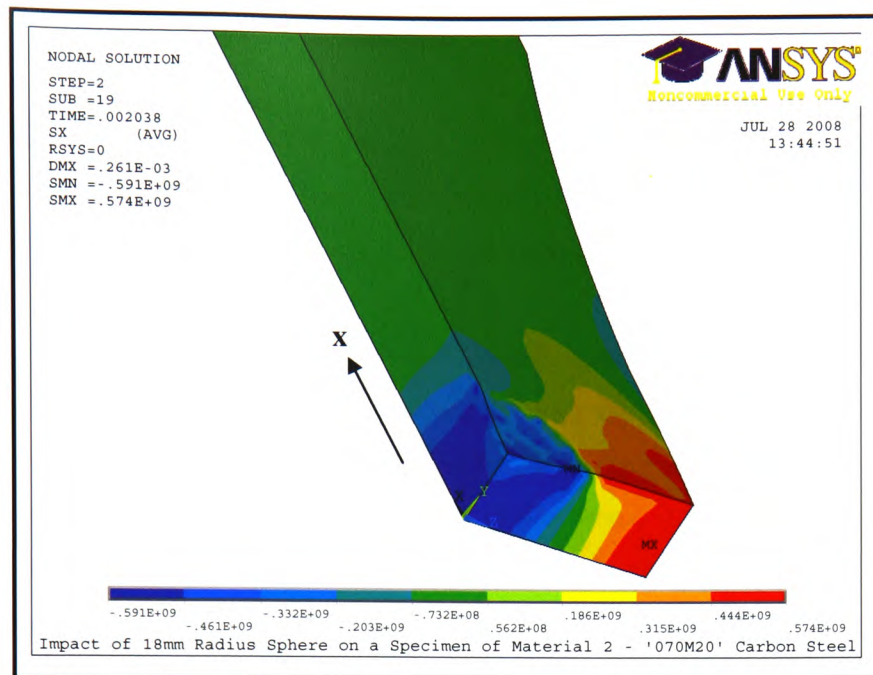 NODAL SOLUTION
STEP=2
SUB =19
TIME=.002038
SX (AVG)
RSYS=0
DMX =.261E-03
SMN =-.591E+09
SMX =.574E+09
ANSYS
Noncommercial Use Only
JUL 28 2008
13:44:51
X
Y
MX
-.591E+09 -.332E+09 -.732E+08 .186E+09 .444E+09
-.461E+09 -.203E+09 .562E+08 .315E+09 .574E+09
Impact of 18mm Radius Sphere on a Specimen of Material 2 - '070M20' Carbon Steel